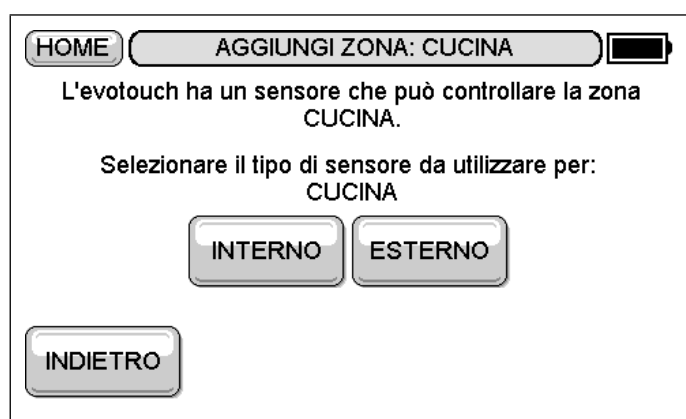 HOME AGGIUNGI ZONA: CUCINA
L'evotouch ha un sensore che può controllare la zona
CUCINA.
Selezionare il tipo di sensore da utilizzare per:
CUCINA
INTERNO ESTERNO
INDIETRO